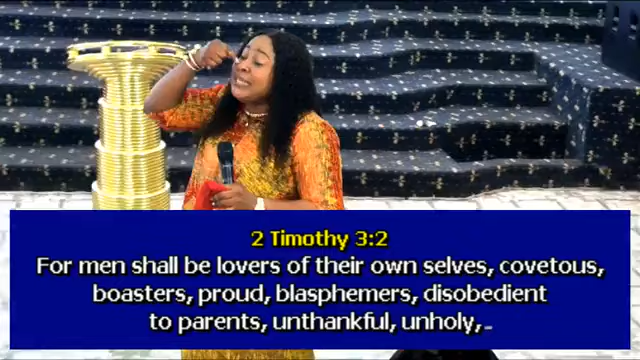 2 Timothy 3:2
For men shall be lovers of their own selves, covetous,
boasters, proud, blasphemers, disobedient
to parents, unthankful, unholy,